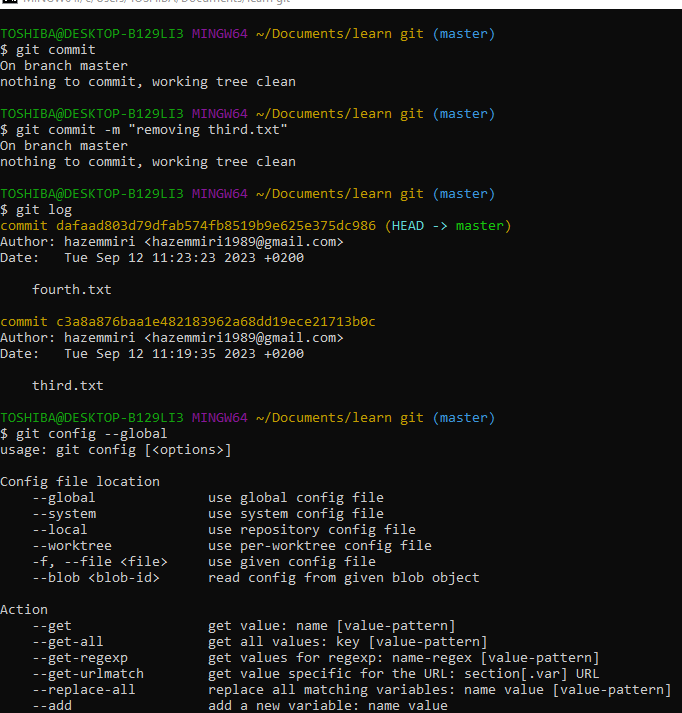 TOSHIBA@DESKTOP-B129LI3 MINGW64 ~/Documents/learn git (master)
$ git commit
On branch master
nothing to commit, working tree clean

TOSHIBA@DESKTOP-B129LI3 MINGW64 ~/Documents/learn git (master)
$ git commit -m "removing third.txt"
On branch master
nothing to commit, working tree clean

TOSHIBA@DESKTOP-B129LI3 MINGW64 ~/Documents/learn git (master)
$ git log
commit dafaad803d79dfab574fb8519b9e625e375dc986 (HEAD -> master)
Author: hazemmiri <hazemmiri1989@gmail.com>
Date:   Tue Sep 12 11:23:23 2023 +0200

    fourth.txt

commit c3a8a876baa1e482183962a68dd19ece21713b0c
Author: hazemmiri <hazemmiri1989@gmail.com>
Date:   Tue Sep 12 11:19:35 2023 +0200

    third.txt

TOSHIBA@DESKTOP-B129LI3 MINGW64 ~/Documents/learn git (master)
$ git config --global
usage: git config [<options>]

Config file location
    --global              use global config file
    --system              use system config file
    --local               use repository config file
    --worktree            use per-worktree config file
    -f, --file <file>     use given config file
    --blob <blob-id>      read config from given blob object

Action
    --get                 get value: name [value-pattern]
    --get-all             get all values: key [value-pattern]
    --get-regexp          get values for regexp: name-regex [value-pattern]
    --get-urlmatch        get value specific for the URL: section[.var] URL
    --replace-all         replace all matching variables: name value [value-pattern]
    --add                 add a new variable: name value